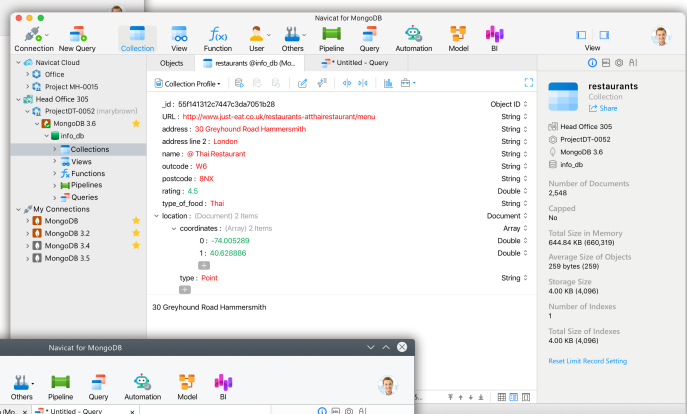 Navicat for MongoDB
Connection New Query Collection View Function User Others Pipeline Query Automation Model BI View
Navicat Cloud
Office
Project MH-0015
Head Office 305
ProjectDT-0052 (marybrown)
MongoDB 3.6
info_db
Collections
Views
Functions
Pipelines
Queries
My Connections
MongoDB
MongoDB 3.2
MongoDB 3.4
MongoDB 3.5
Objects restaurants @info_db (Mo... * Untitled - Query
Collection Profile
_id : 55f141312c7447c3da7051b28 Object ID
URL : http://www.just-eat.co.uk/restaurants-atthairestaurant/menu String
address : 30 Greyhound Road Hammersmith String
address line 2 : London String
name : @ Thai Restaurant String
outcode : W6 String
postcode : 8NX String
rating : 4.5 Double
type_of_food : Thai String
location : (Document) 2 Items Document
coordinates : (Array) 2 Items Array
0 : -74.005289 Double
1 : 40.628886 Double
type : Point String
30 Greyhound Road Hammersmith
restaurants
Collection
Share
Head Office 305
ProjectDT-0052
MongoDB 3.6
info_db
Number of Documents
2,548
Capped
No
Total Size in Memory
644.84 KB (660,319)
Average Size of Objects
259 bytes (259)
Storage Size
4.00 KB (4,096)
Number of Indexes
1
Total Size of Indexes
4.00 KB (4,096)
Reset Limit Record Setting
Navicat for MongoDB
Others Pipeline Query Automation Model BI
(Mo... × * Untitled - Query ×